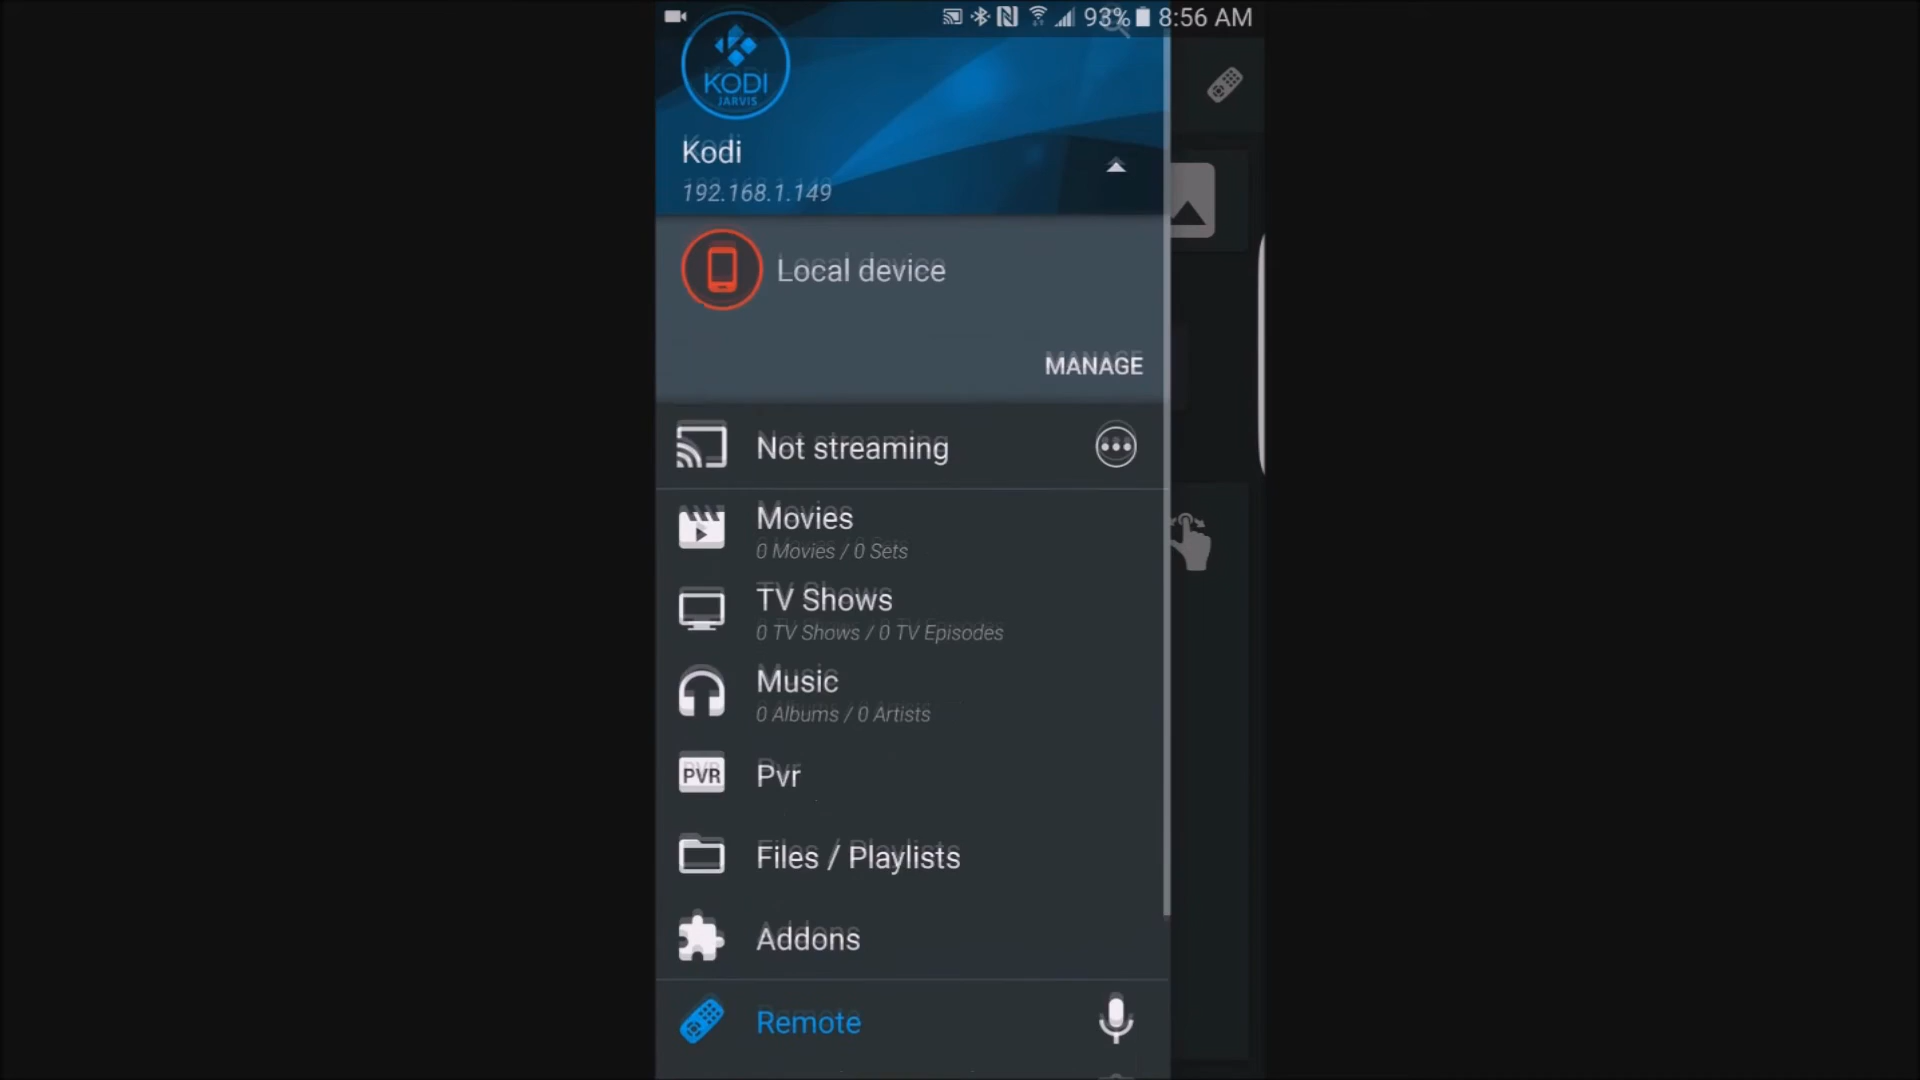 93% 8:56 AM
KODI
JARVIS
Kodi
192.168.1.149
Local device
MANAGE
Not streaming
Movies
0 Movies / 0 Sets
TV Shows
0 TV Shows / 0 TV Episodes
Music
0 Albums / 0 Artists
PVR Pvr
Files / Playlists
Addons
Remote